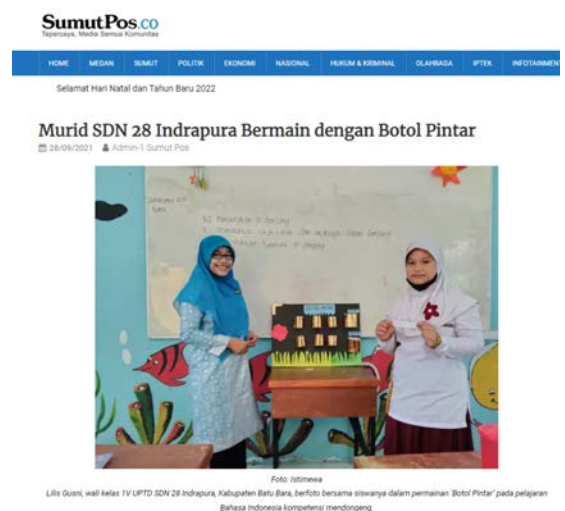 SumutPos.co
Tepercaya, Media Semua Komunitas
HOME MEDAN SUMUT POLITIK EKONOMI NASIONAL HUKUM & KRIMINAL OLAHRAGA IPTEK INFOTAINMENT
Selamat Hari Natal dan Tahun Baru 2022
Murid SDN 28 Indrapura Bermain dengan Botol Pintar
28/09/2021 Admin-1 Sumut Pos
Foto: Istimewa
Lilis Gusni, wali kelas 1V UPTD SDN 28 Indrapura, Kabupaten Batu Bara, berfoto bersama siswanya dalam permainan 'Botol Pintar' pada pelajaran
Bahasa Indonesia kompetensi mendongeng.